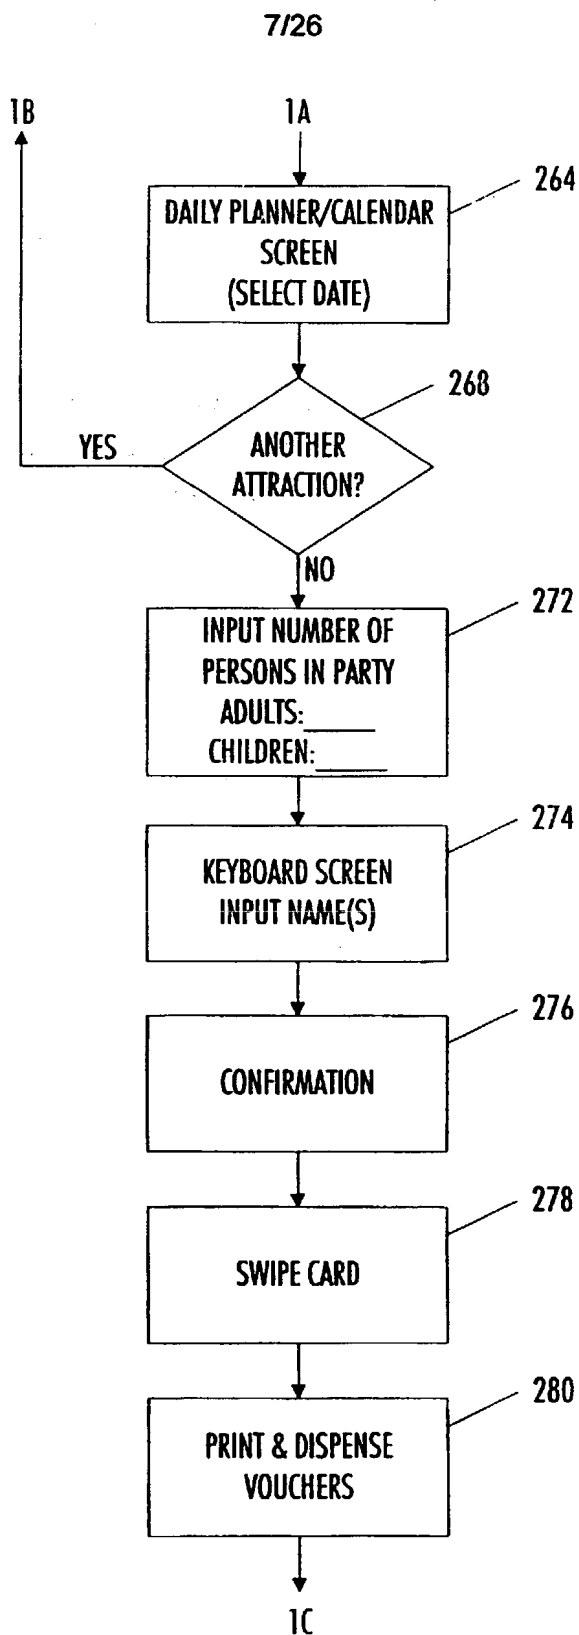 7/26
1B
1A
264
DAILY PLANNER/CALENDAR
SCREEN
(SELECT DATE)
268
YES
ANOTHER
ATTRACTION?
NO
272
INPUT NUMBER OF
PERSONS IN PARTY
ADULTS:_____
CHILDREN:_____
274
KEYBOARD SCREEN
INPUT NAME(S)
276
CONFIRMATION
278
SWIPE CARD
280
PRINT & DISPENSE
VOUCHERS
1C